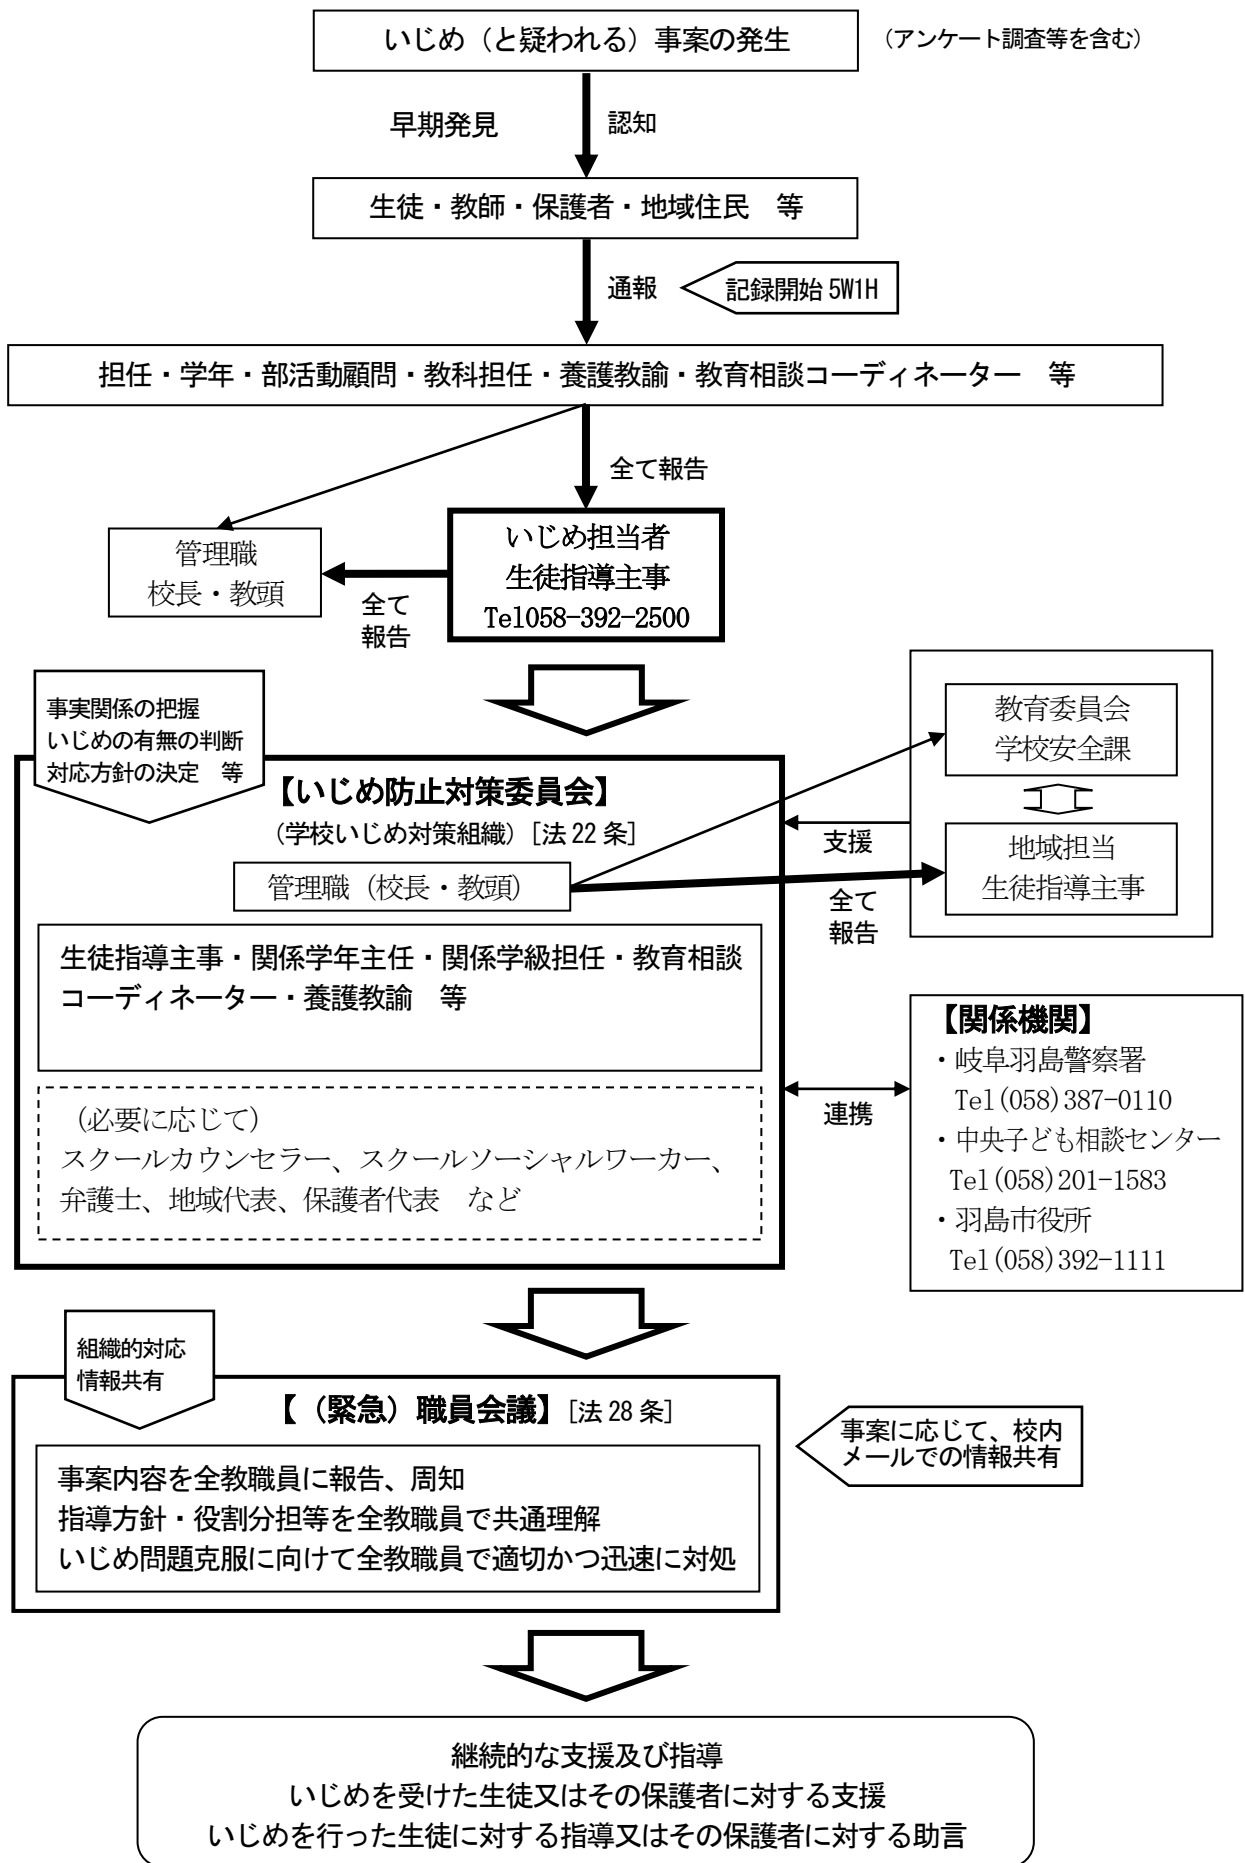 いじめ（と疑われる）事案の発生
（アンケート調査等を含む）
早期発見
認知
生徒・教師・保護者・地域住民　等
通報
記録開始 5W1H
担任・学年・部活動顧問・教科担任・養護教諭・教育相談コーディネーター　等
全て報告
管理職
校長・教頭
全て
報告
いじめ担当者
生徒指導主事
Tel058-392-2500
事実関係の把握
いじめの有無の判断
対応方針の決定　等
【いじめ防止対策委員会】
（学校いじめ対策組織）［法 22 条］
管理職（校長・教頭）
教育委員会
学校安全課
支援
地域担当
生徒指導主事
全て
報告
生徒指導主事・関係学年主任・関係学級担任・教育相談
コーディネーター・養護教諭　等
（必要に応じて）
スクールカウンセラー、スクールソーシャルワーカー、
弁護士、地域代表、保護者代表　など
連携
【関係機関】
・岐阜羽島警察署
Tel(058)387-0110
・中央子ども相談センター
Tel(058)201-1583
・羽島市役所
Tel(058)392-1111
組織的対応
情報共有
【（緊急）職員会議】［法 28 条］
事案に応じて、校内
メールでの情報共有
事案内容を全教職員に報告、周知
指導方針・役割分担等を全教職員で共通理解
いじめ問題克服に向けて全教職員で適切かつ迅速に対処
継続的な支援及び指導
いじめを受けた生徒又はその保護者に対する支援
いじめを行った生徒に対する指導又はその保護者に対する助言